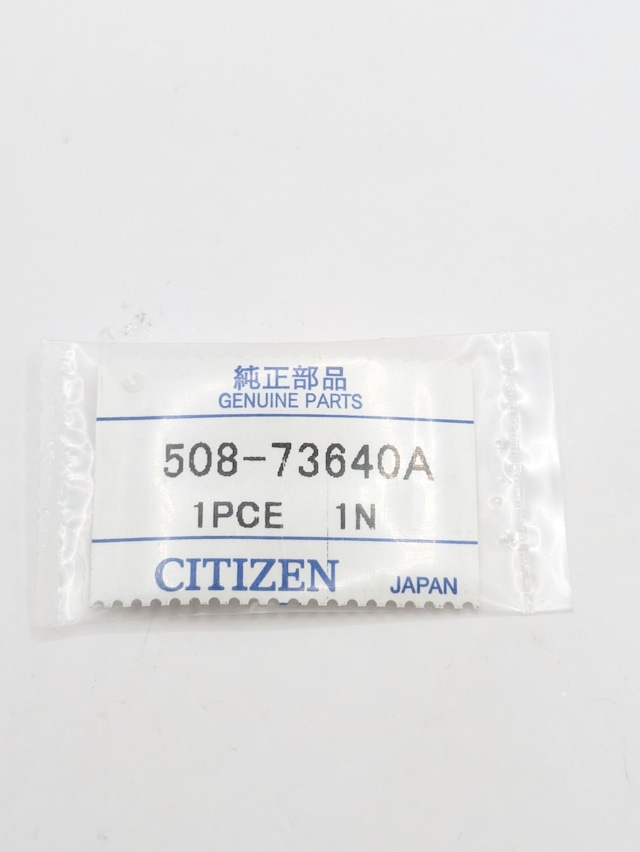 純正部品
GENUINE PARTS
508-73640A
1PCE 1N
CITIZEN JAPAN